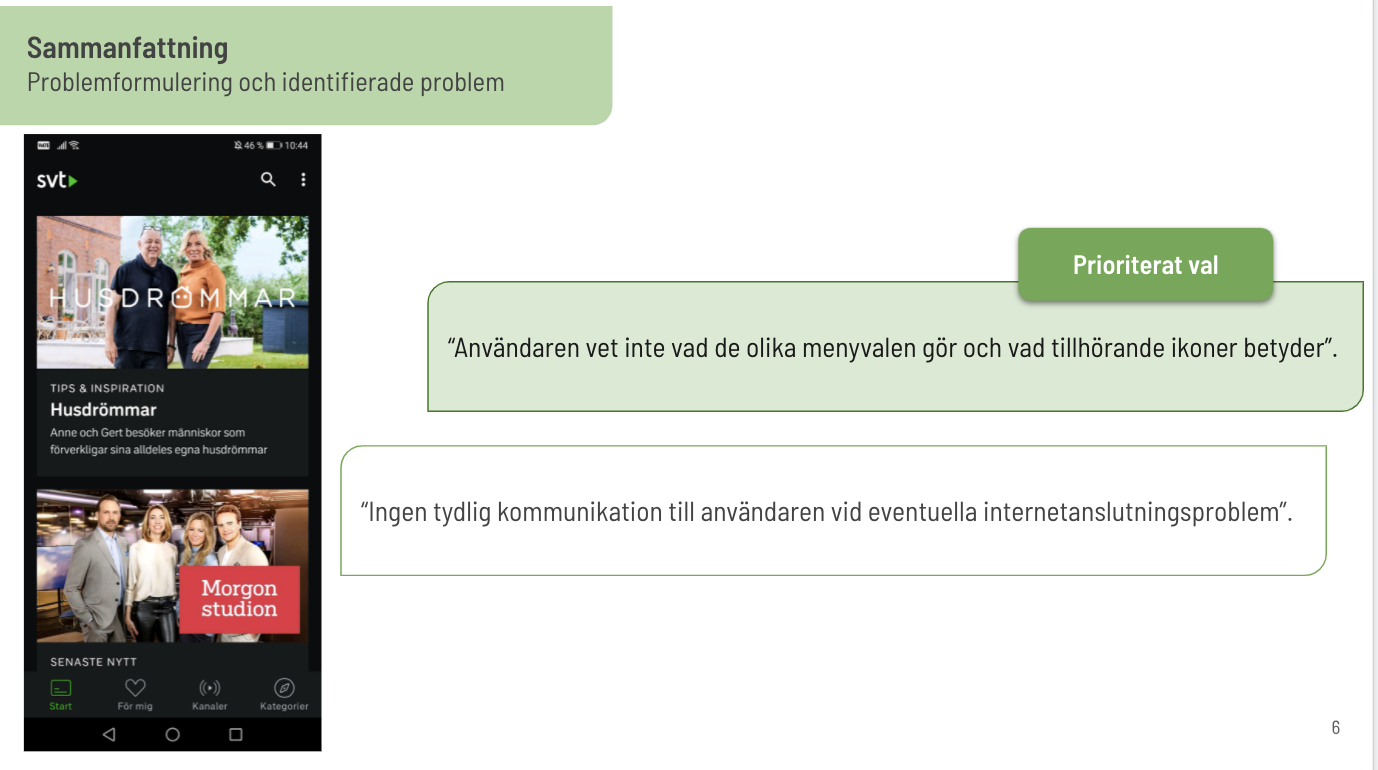 Sammanfattning
Problemformulering och identifierade problem
46 % 10:44
svt
HUSDRÖMMAR
TIPS & INSPIRATION
Husdrömmar
Anne och Gert besöker människor som
förverkligar sina alldeles egna husdrömmar
Morgon
studion
SENASTE NYTT
Start För mig Kanaler Kategorier
Prioriterat val
“Användaren vet inte vad de olika menyvalen gör och vad tillhörande ikoner betyder”.
“Ingen tydlig kommunikation till användaren vid eventuella internetanslutningsproblem”.
6